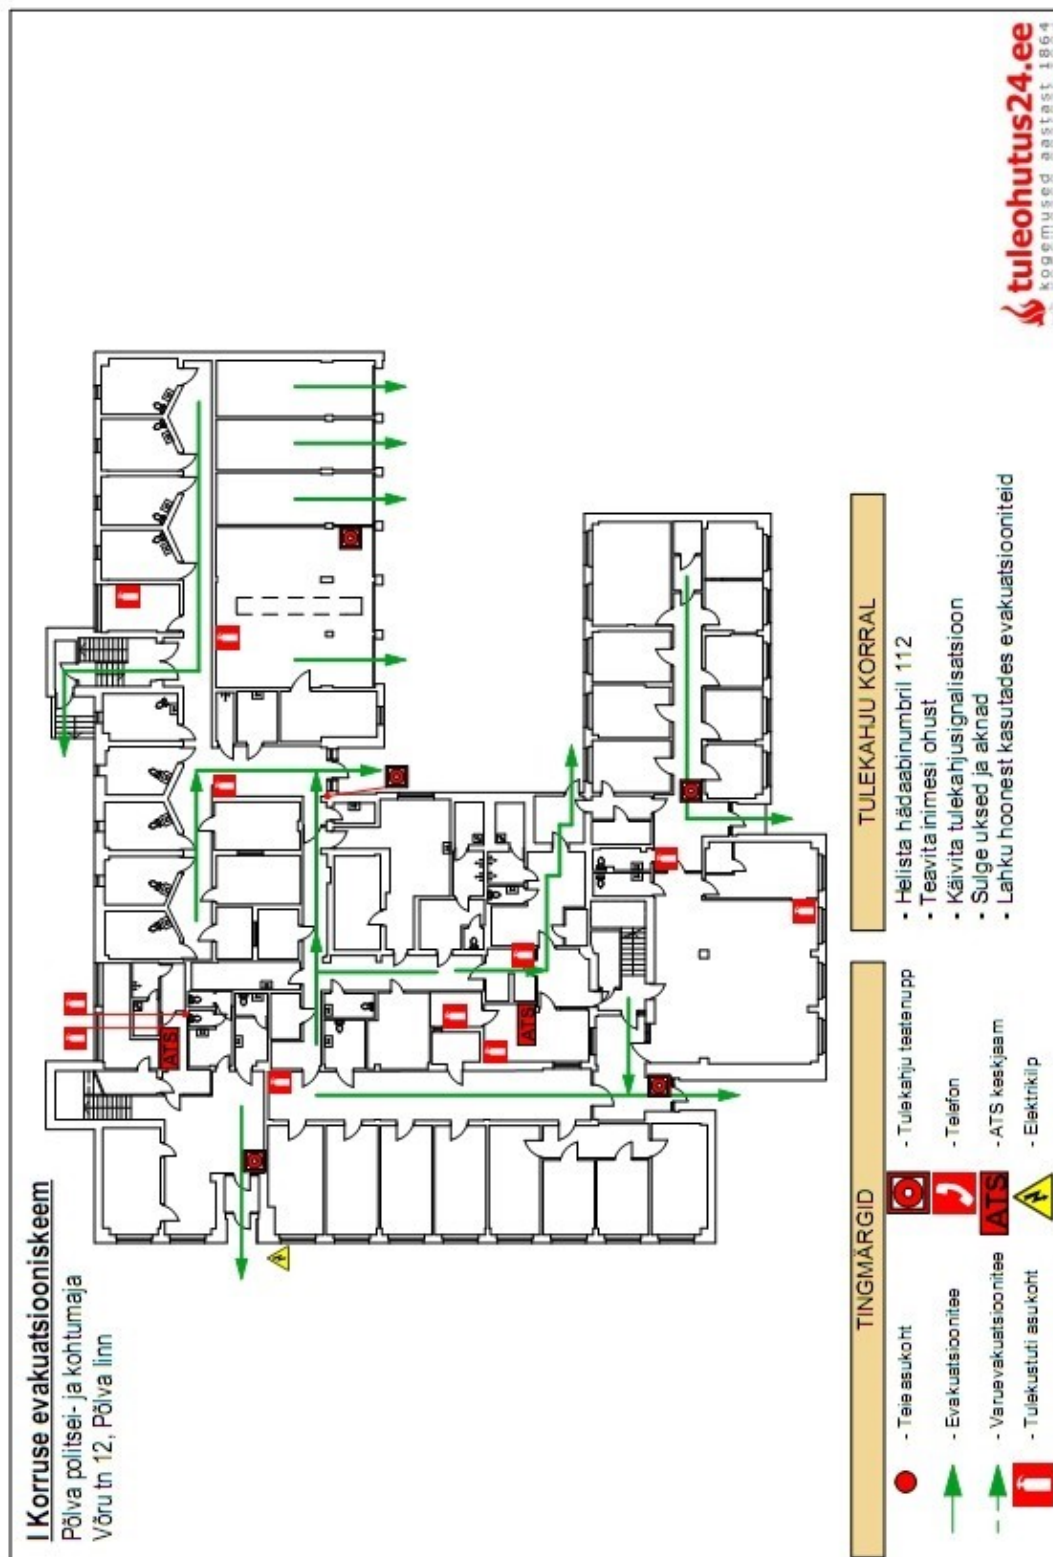 I Korruse evakuatsiooniskeem
Põlva politsei- ja kohtumaja
Võru tn 12, Põlva linn
ATS
ATS
TINGMÄRGID
- Teie asukoht
- Evakuatsioonitee
- Varuevakuatsioonitee
- Tulekustuti asukoht
- Tulekahju teatenupp
- Telefon
ATS
- ATS keskjaam
- Elektrikilp
TULEKAHJU KORRAL
• Helista hädaabinumbril 112
• Teavita inimesi ohust
• Käivita tulekahjusignalisatsioon
• Sulge uksed ja aknad
• Lahku hoonest kasutades evakuatsiooniteid
tuleohutus24.ee
kogemused aastast 1864